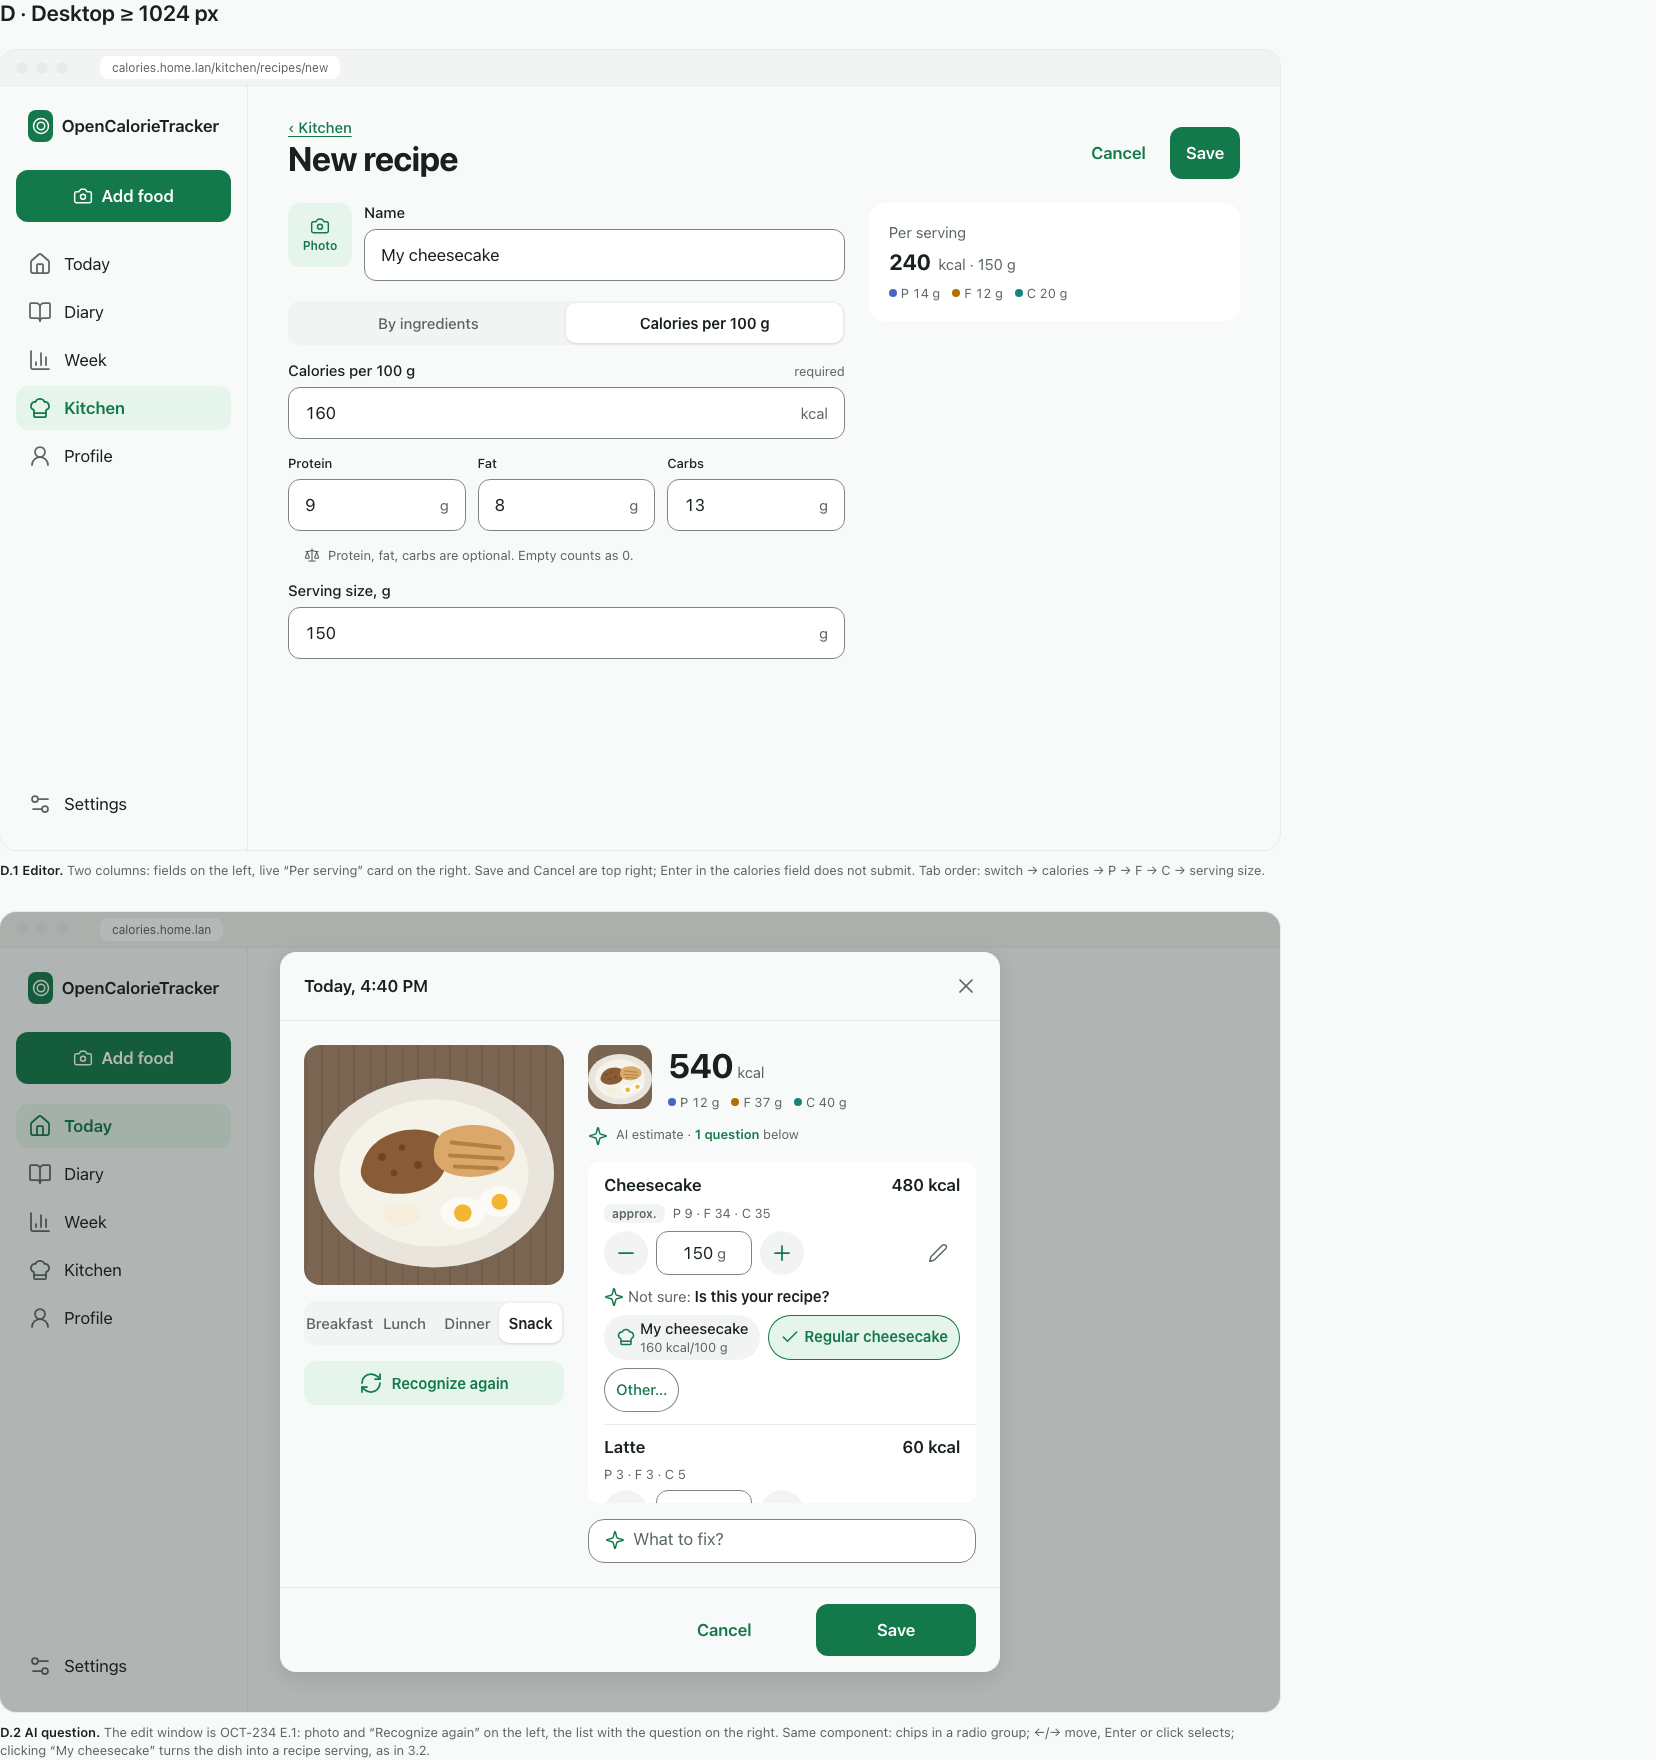 D · Desktop ≥ 1024 px
calories.home.lan/kitchen/recipes/new
OpenCalorieTracker
Add food
Today
Diary
Week
Kitchen
Profile
Settings
‹ Kitchen
New recipe
Cancel
Save
Photo
Name
My cheesecake
By ingredients
Calories per 100 g
Calories per 100 g
required
160
kcal
Protein
Fat
Carbs
9 g
8 g
13 g
Protein, fat, carbs are optional. Empty counts as 0.
Serving size, g
150
g
Per serving
240 kcal · 150 g
P 14 g F 12 g C 20 g
D.1 Editor. Two columns: fields on the left, live “Per serving” card on the right. Save and Cancel are top right; Enter in the calories field does not submit. Tab order: switch → calories → P → F → C → serving size.
calories.home.lan
OpenCalorieTracker
Add food
Today
Diary
Week
Kitchen
Profile
Settings
Today, 4:40 PM
Breakfast Lunch Dinner Snack
Recognize again
540 kcal
P 12 g F 37 g C 40 g
AI estimate · 1 question below
Cheesecake
480 kcal
approx. P 9 · F 34 · C 35
150 g
Not sure: Is this your recipe?
My cheesecake
160 kcal/100 g
Regular cheesecake
Other...
Latte
60 kcal
P 3 · F 3 · C 5
What to fix?
Cancel
Save
D.2 AI question. The edit window is OCT-234 E.1: photo and “Recognize again” on the left, the list with the question on the right. Same component: chips in a radio group; ←/→ move, Enter or click selects;
clicking “My cheesecake” turns the dish into a recipe serving, as in 3.2.